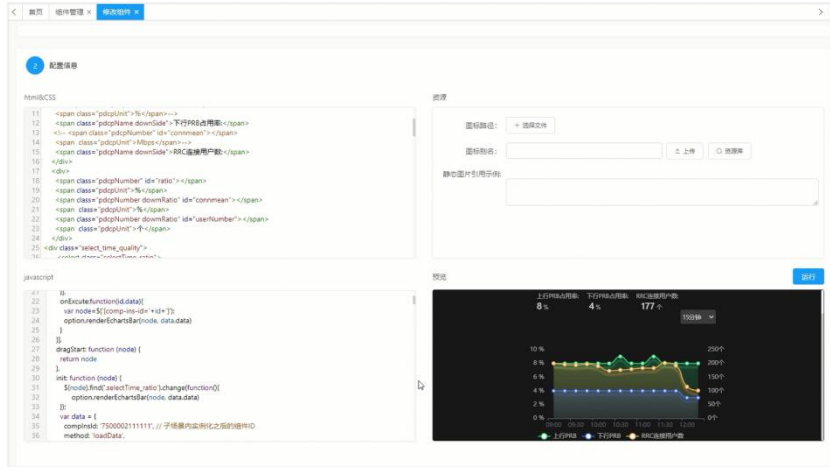 首页 组件管理 × 修改组件 ×
2 配置信息
html&CSS
11 <span class="pdcpUnit">%</span>-->
12 <span class="pdcpName downSide">下行PRB占用率:</span>
13 <!-- <span class="pdcpNumber" id="connmean"></span>
14 <span class="pdcpUnit">Mbps</span>-->
15 <span class="pdcpName downSide">RRC连接用户数:</span>
16 </div>
17 <div>
18 <span class="pdcpNumber" id="ratio"></span>
19 <span class="pdcpUnit">%</span>
20 <span class="pdcpNumber dowmRatio" id="connmean"></span>
21 <span class="pdcpUnit">%</span>
22 <span class="pdcpNumber dowmRatio" id="userNumber"></span>
23 <span class="pdcpUnit">个</span>
24 </div>
25 <div class="select_time_quality">
资源
图标路径: + 选择文件
图标别名: 上传 资源库
静态图片引用示例:
javascript
22 onExcute:function(id,data){
23 var node=$('[comp-ins-id='+id+']');
24 option.renderEchartsBar(node, data.data)
25 }
26 }],
27 dragStart: function (node) {
28 return node
29 },
30 init: function (node) {
31 $(node).find('.selectTime_ratio').change(function(){
32 option.renderEchartsBar(node, data.data)
33 });
34 var data = {
35 compInsId: '7500002111111', // 子场景内实例化之后的组件ID
36 method: 'loadData',
预览 运行
上行PRB占用率: 下行PRB占用率: RRC连接用户数:
8 % 4 % 177 个
15分钟
10 % 250个
8 % 200个
6 % 150个
4 % 100个
2 % 50个
0 % 0个
09:00 09:30 10:00 10:30 11:00 11:30 12:00
上行PRB 下行PRB RRC连接用户数